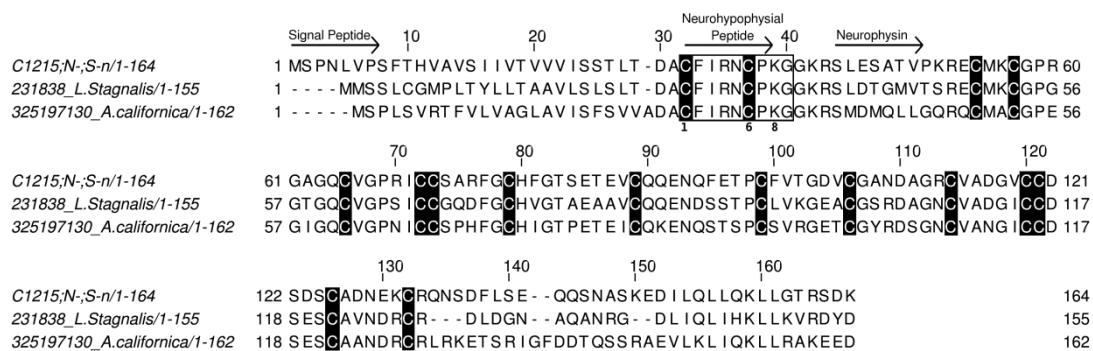 Neurohypophysial
Signal Peptide 10 20 30 Peptide 40 Neurophysin
C1215;N-;S-n/1-164 1 MSPNLVPSFTHVAVSIIVTVVVISSTLT-DACFIRNCPKGGKRSLESATVPKRECMKCGPR 60
231838_L.Stagnalis/1-155 1 ----MMSSLCGMPLTYLLTAAVLSLSLT-DACFIRNCPKGGKRSLDTGMVTSRECMKCGPG 56
325197130_A.californica/1-162 1 -----MSPLSVRTFVLVAGLAVISFSVVADACFIRNCPKGGKRSMDMQLLGQRQCMACGPE 56
1 6 8
70 80 90 100 110 120
C1215;N-;S-n/1-164 61 GAGQCVGPRICCSARFGCHFGTSETEVCQQENQFETPCFVTGDVCGANDAGRCVADGVCCD 121
231838_L.Stagnalis/1-155 57 GTGQCVGPSICCGQDFGCHVGTAEAAVCQQENDSSTPCLVKGEACGSRDAGNCVADGICCD 117
325197130_A.californica/1-162 57 GIGQCVGPNICCSPHFGCHIGTPETEICQKENQSTSPCSVRGETCGYRDSGNCVANGICCD 117
130 140 150 160
C1215;N-;S-n/1-164 122 SDSCADNEKCRQNSDFLSE--QQSNASKEDILQLLQKLLGTRSDK 164
231838_L.Stagnalis/1-155 118 SESCAVNDRCR---DLDGN-AQANRG-DLIQLIHKLLKVRDYD 155
325197130_A.californica/1-162 118 SESCAANDRCRLRKETSRIGFDDTQSSRAEVLKLIQKLLRAKEED 162